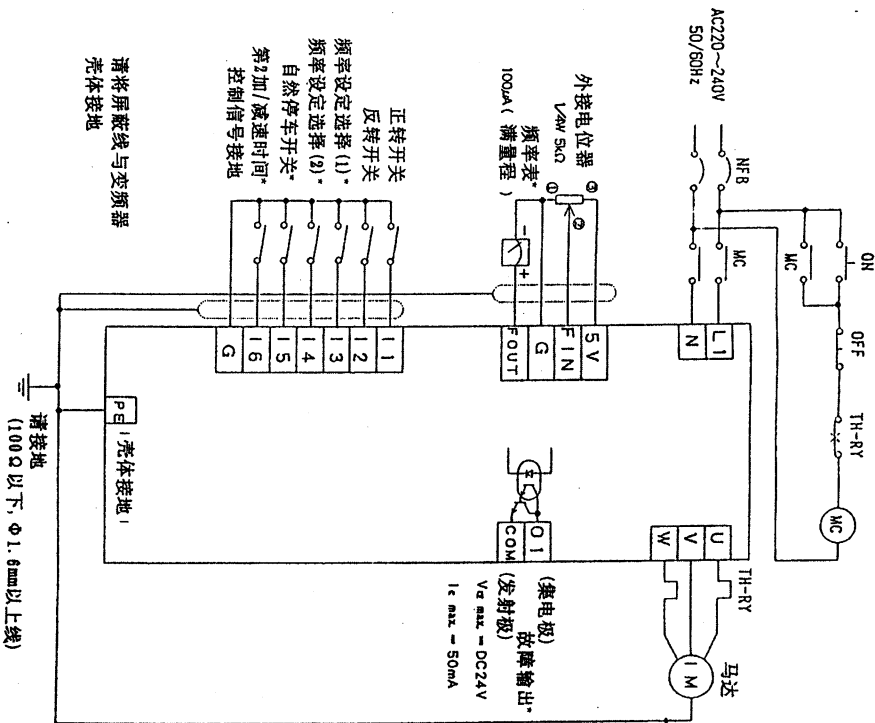 AC220～240V
50/60Hz
NFB
MC
MC
ON
OFF
TH-RY
MC
外接电位器
1/4W 5kΩ
频率表*
100μA( 满量程 )
③
②
①
-
+
正转开关
反转开关
频率设定选择(1)*
频率设定选择(2)*
自然停车开关*
第2加/减速时间*
控制信号接地
请将屏蔽线与变频器
壳体接地
L1
N
5V
FIN
G
FOUT
I1
I2
I3
I4
I5
I6
G
U
V
W
TH-RY
IM
马达
O1
COM
(集电极)
故障输出*
(发射极)
Vce max. = DC24V
Ic max. = 50mA
PE
壳体接地
请接地
(100Ω以下,Φ1.6mm以上线)